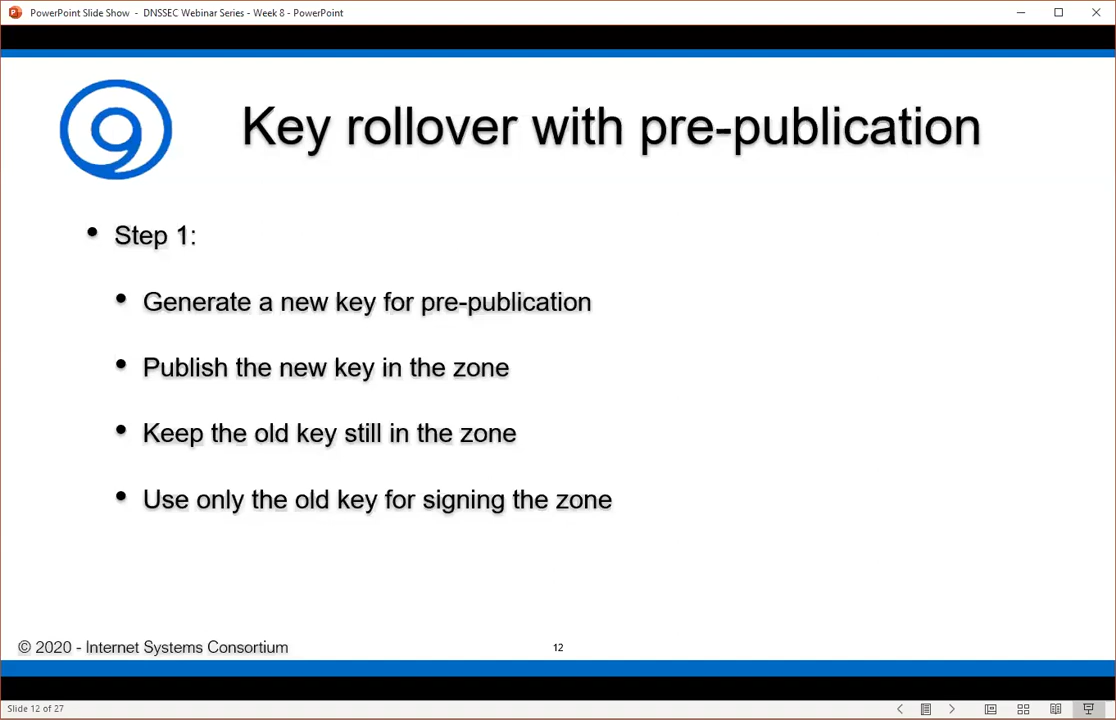 PowerPoint Slide Show - DNSSEC Webinar Series - Week 8 - PowerPoint
Key rollover with pre-publication
• Step 1:
• Generate a new key for pre-publication
• Publish the new key in the zone
• Keep the old key still in the zone
• Use only the old key for signing the zone
© 2020 - Internet Systems Consortium
12
Slide 12 of 27